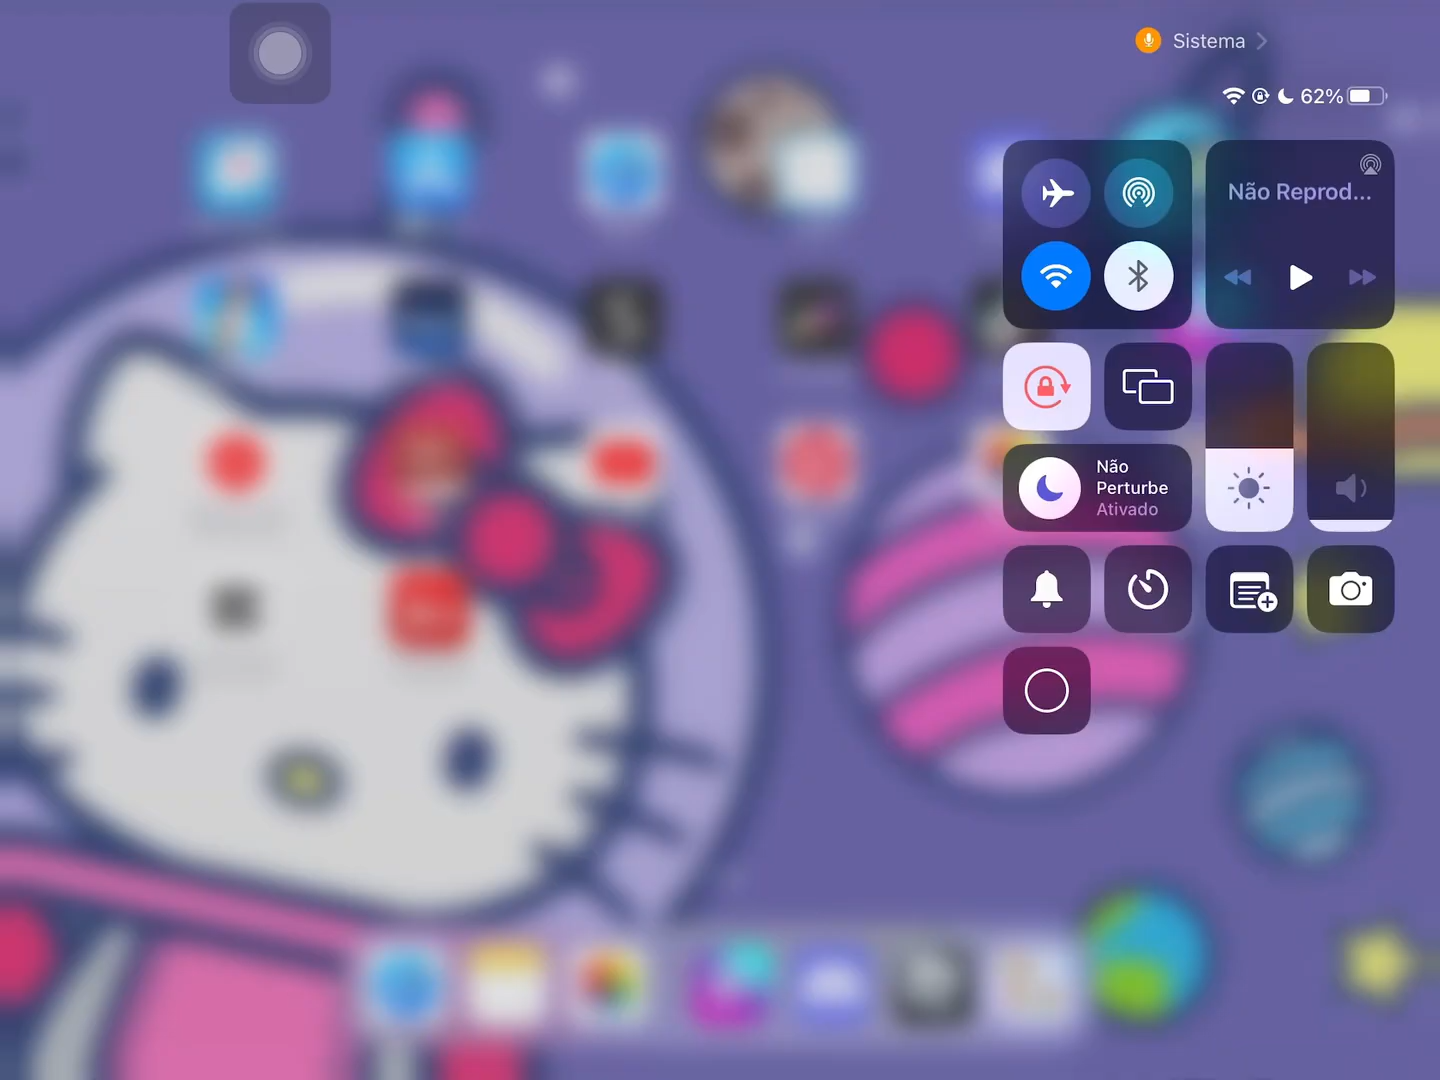 Sistema
62%
Não Reprod...
Não
Perturbe
Ativado